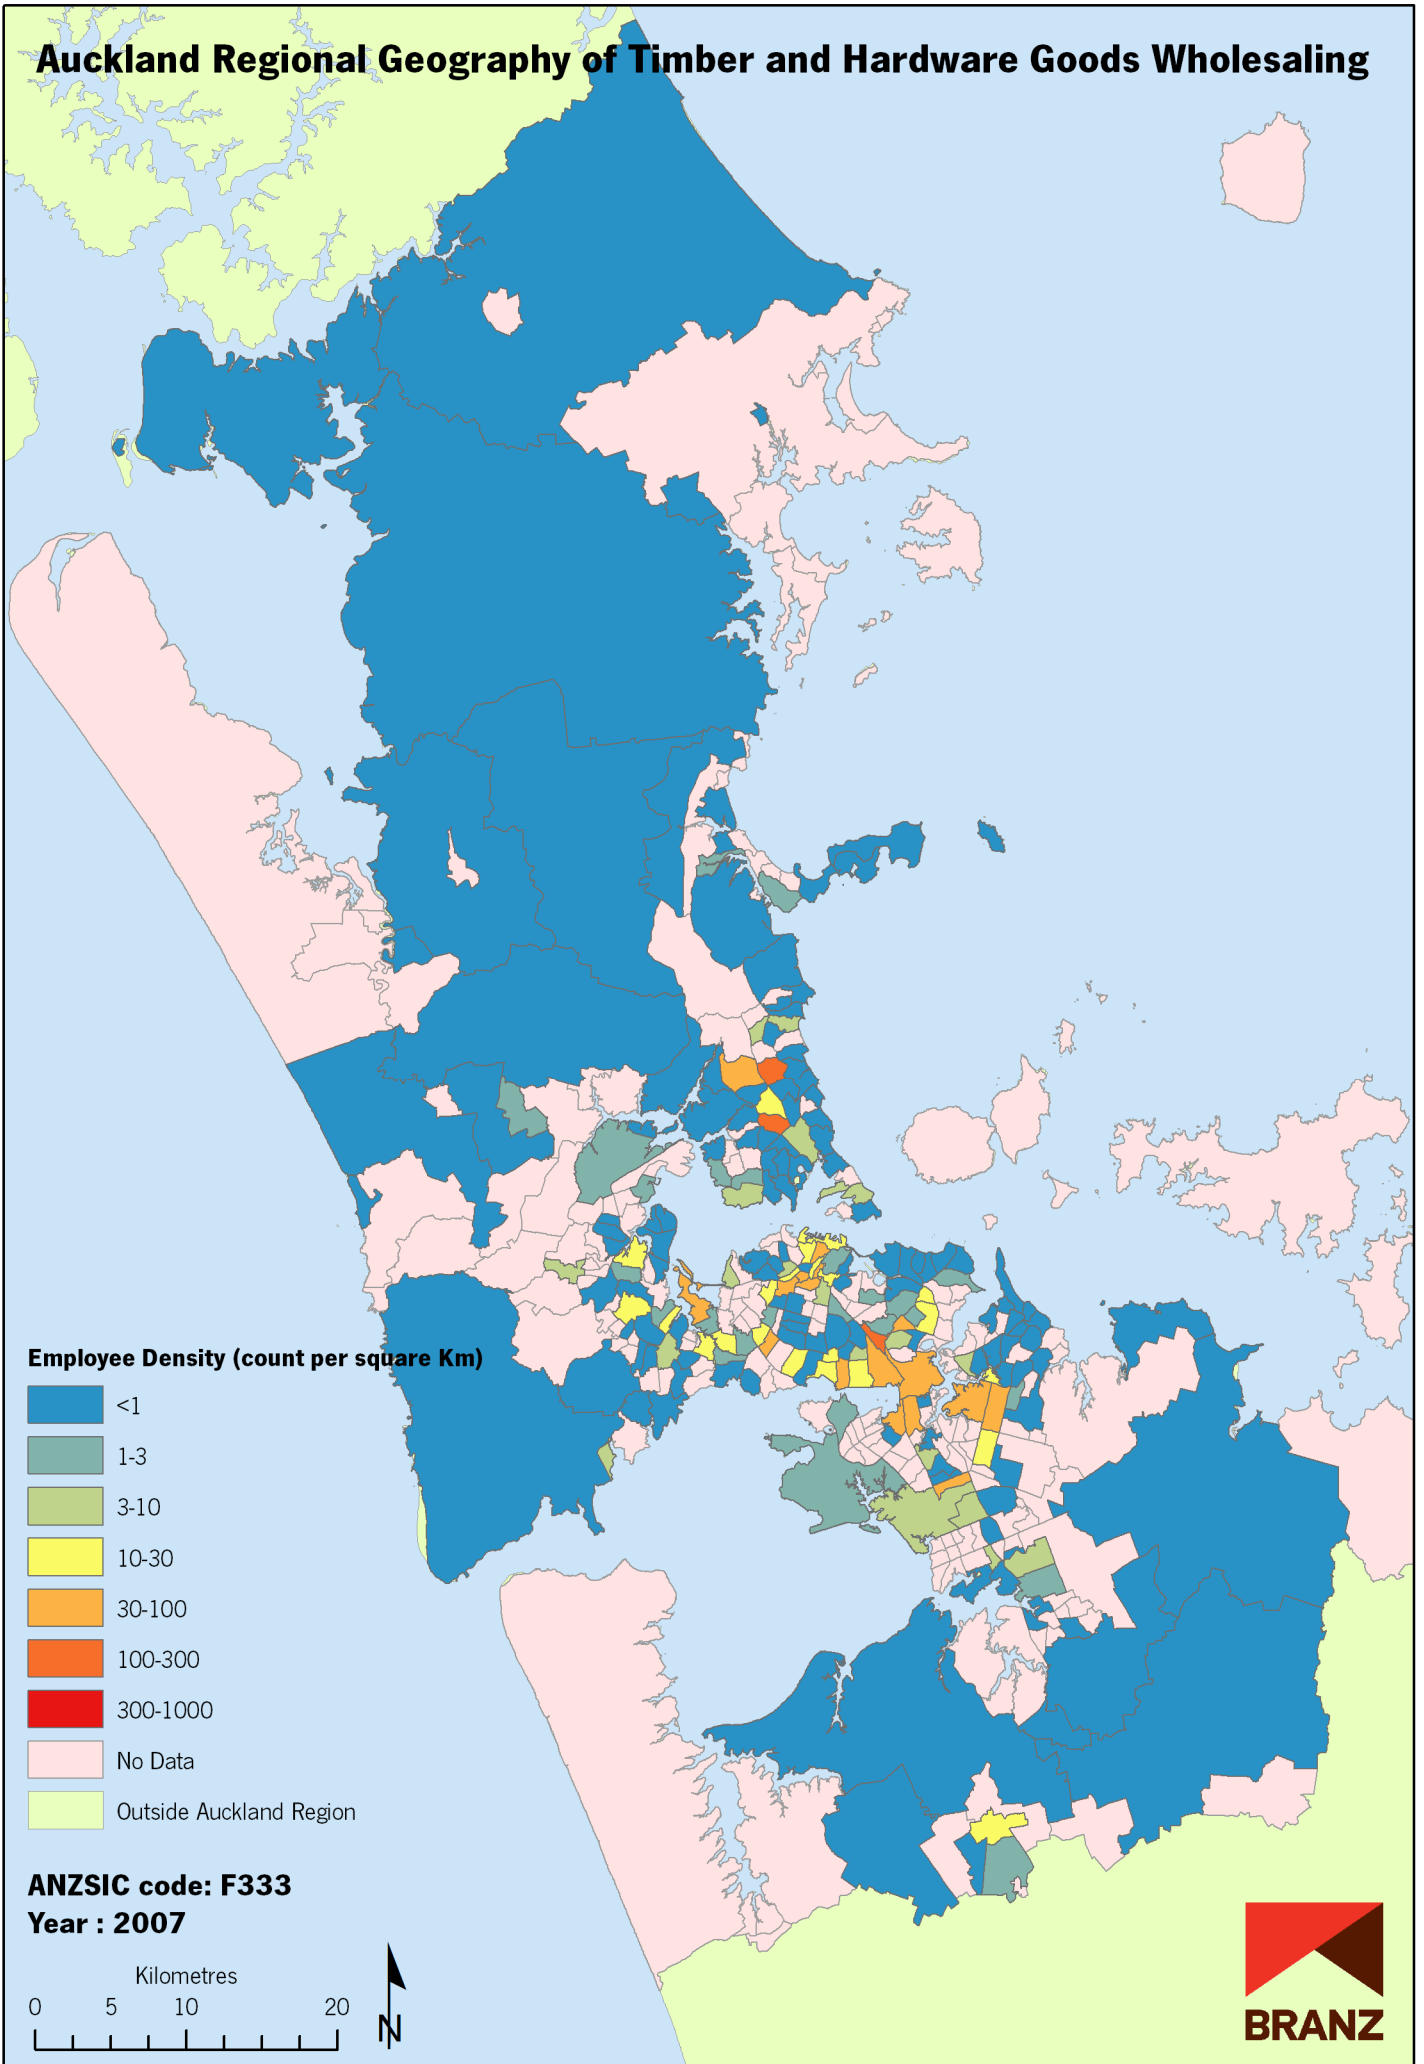 Auckland Regional Geography of Timber and Hardware Goods Wholesaling
Employee Density (count per square Km)
<1
1-3
3-10
10-30
30-100
100-300
300-1000
No Data
Outside Auckland Region
ANZSIC code: F333
Year : 2007
Kilometres
0 5 10 20
N
BRANZ